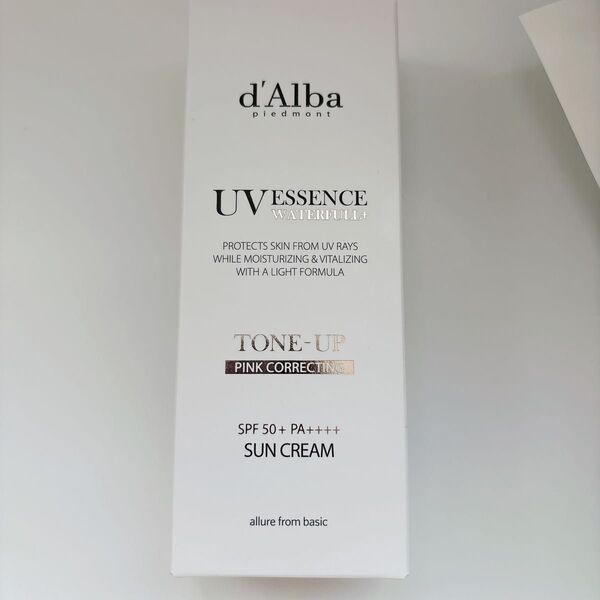 d'Alba
piedmont
UV ESSENCE
WATERFULL+
PROTECTS SKIN FROM UV RAYS
WHILE MOISTURIZING & VITALIZING
WITH A LIGHT FORMULA
TONE-UP
PINK CORRECTING
SPF 50+ PA++++
SUN CREAM
allure from basic